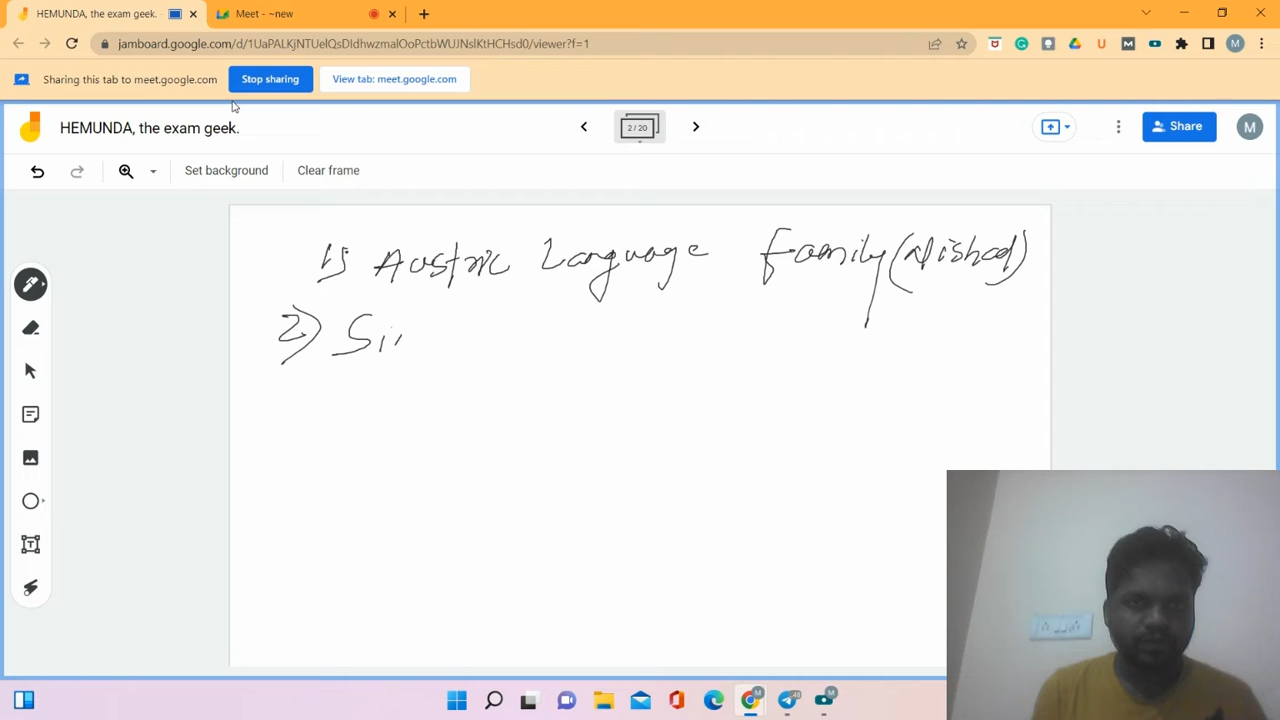 HEMUNDA, the exam geek.
Meet - ~new
jamboard.google.com/d/1UaPALKjNTUelQsDIdhwzmalOoPctbWUJNslKtHCHsd0/viewer?f=1
Sharing this tab to meet.google.com
Stop sharing
View tab: meet.google.com
HEMUNDA, the exam geek.
2 / 20
Share
M
Set background
Clear frame
1) Austric Language Family (Nishad)
2) Sii